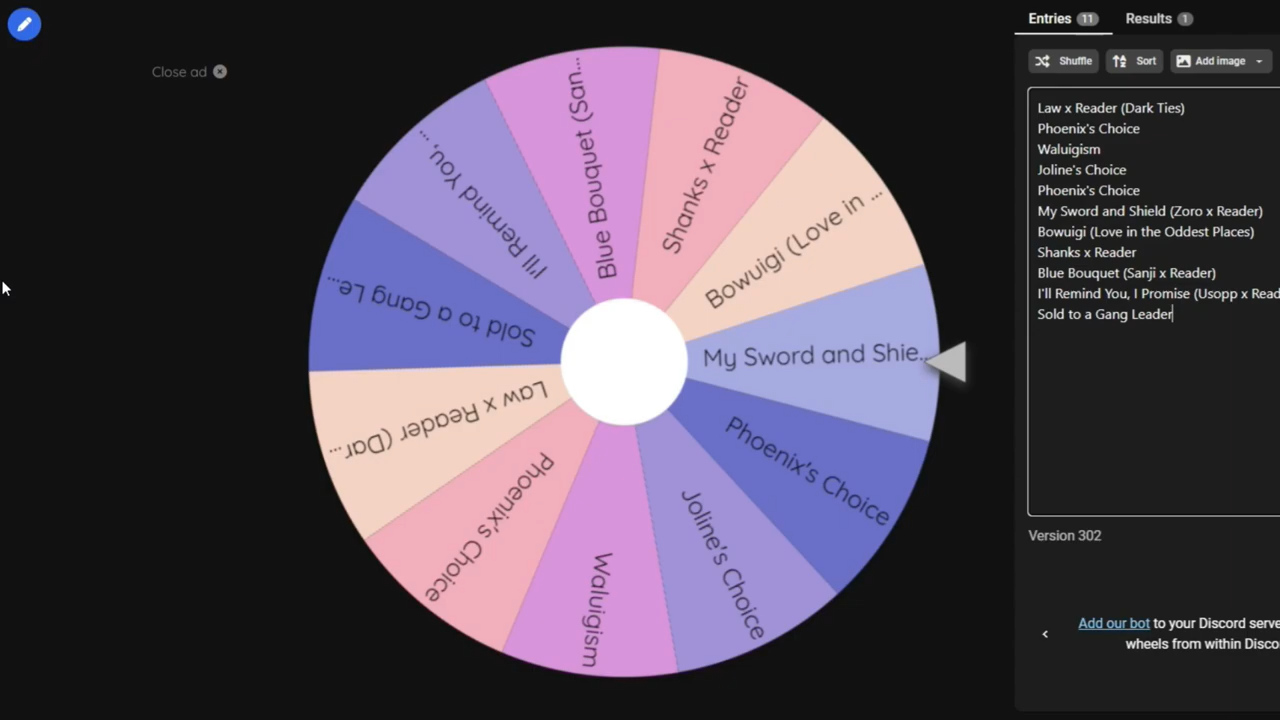 Close ad
Blue Bouquet (San...
Shanks x Reader
Bowuigi (Love in ...
My Sword and Shie...
Phoenix's Choice
Joline's Choice
Waluigism
Phoenix's Choice
Law x Reader (Dar...
Sold to a Gang Le...
I'll Remind You, ...
Entries 11 Results 1
Shuffle Sort Add image
Law x Reader (Dark Ties)
Phoenix's Choice
Waluigism
Joline's Choice
Phoenix's Choice
My Sword and Shield (Zoro x Reader)
Bowuigi (Love in the Oddest Places)
Shanks x Reader
Blue Bouquet (Sanji x Reader)
I'll Remind You, I Promise (Usopp x Read
Sold to a Gang Leader
Version 302
Add our bot to your Discord serve
wheels from within Disco